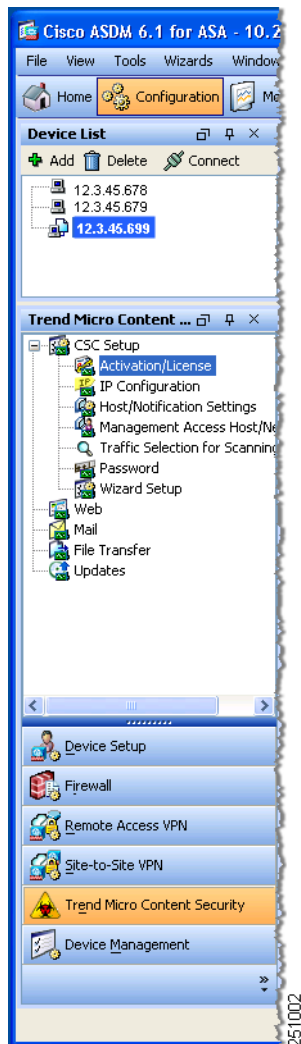 Cisco ASDM 6.1 for ASA - 10.2
File View Tools Wizards Window
Home Configuration
Device List
Add Delete Connect
12.3.45.678
12.3.45.679
12.3.45.699
Trend Micro Content ...
CSC Setup
Activation/License
IP
IP Configuration
Host/Notification Settings
Management Access Host/Ne
Traffic Selection for Scanning
Password
Wizard Setup
Web
Mail
File Transfer
Updates
Device Setup
Firewall
Remote Access VPN
Site-to-Site VPN
Trend Micro Content Security
Device Management
251002